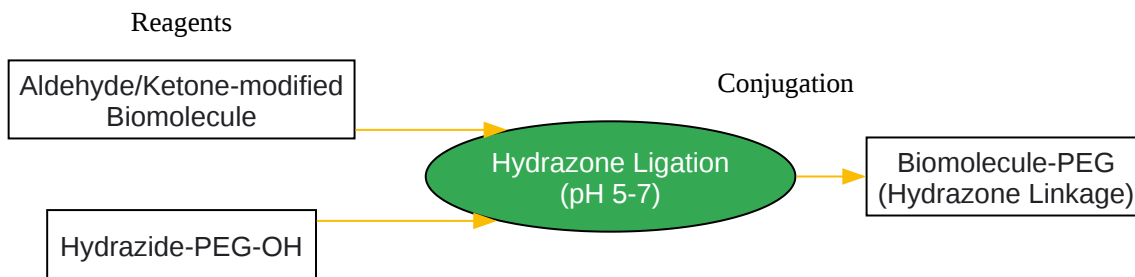 Reagents
Aldehyde/Ketone-modified
Biomolecule
Hydrazide-PEG-OH
Conjugation
Hydrazone Ligation
(pH 5-7)
Biomolecule-PEG
(Hydrazone Linkage)